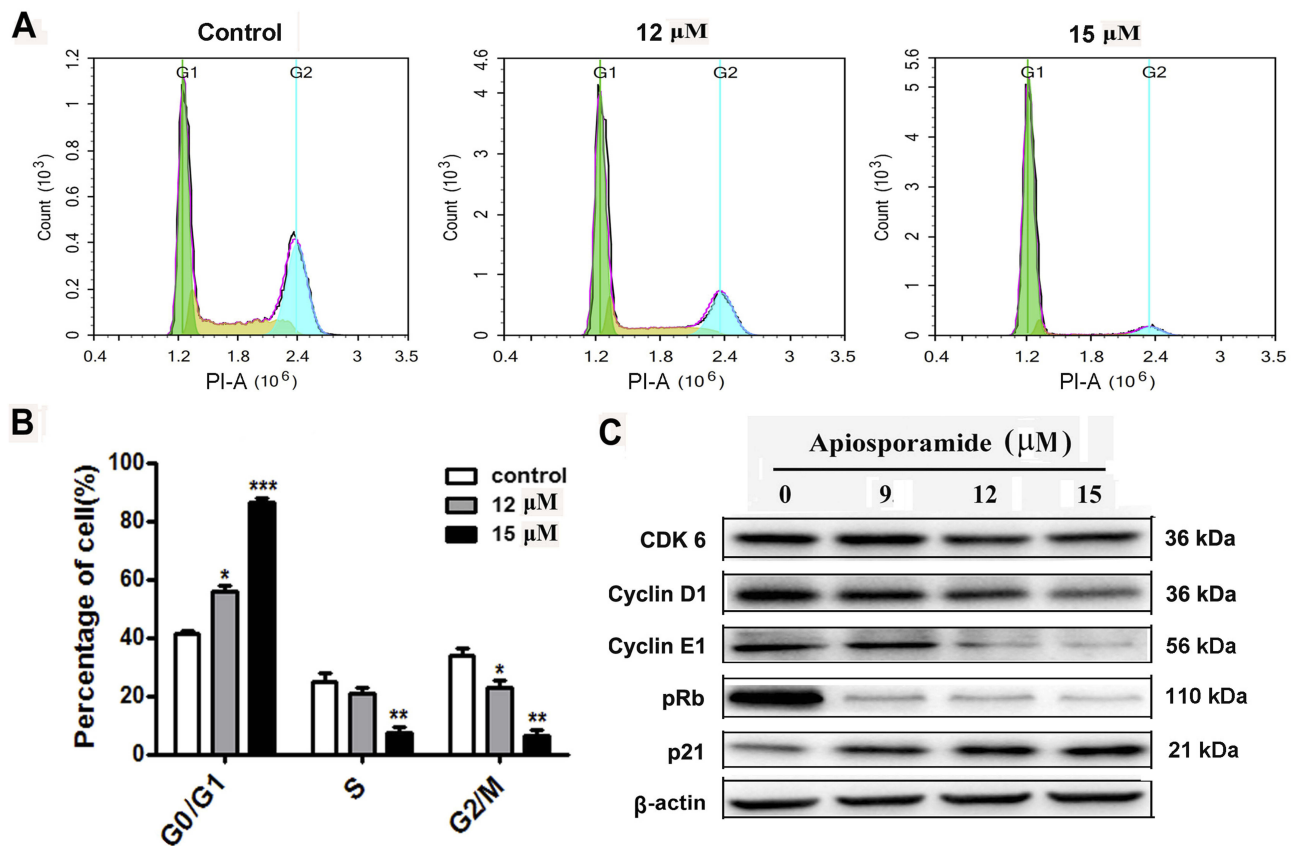 A
Control
12 μM
15 μM
G1 G2
G1 G2
G1 G2
Count (10³)
1.2
1
0.8
0.6
0.4
0.2
0
0.4 1.2 1.8 2.4 3 3.5
PI-A (10⁶)
Count (10³)
4.6
4
3
2
1
0
0.4 1.2 1.8 2.4 3 3.5
PI-A (10⁶)
Count (10³)
5.6
5
4
3
2
1
0
0.4 1.2 1.8 2.4 3 3.5
PI-A (10⁶)
B
Percentage of cell(%)
100
80
60
40
20
0
control
12 μM
15 μM
* ***
**
* **
G0/G1 S G2/M
C
Apiosporamide (μM)
0 9 12 15
CDK 6 36 kDa
Cyclin D1 36 kDa
Cyclin E1 56 kDa
pRb 110 kDa
p21 21 kDa
β-actin